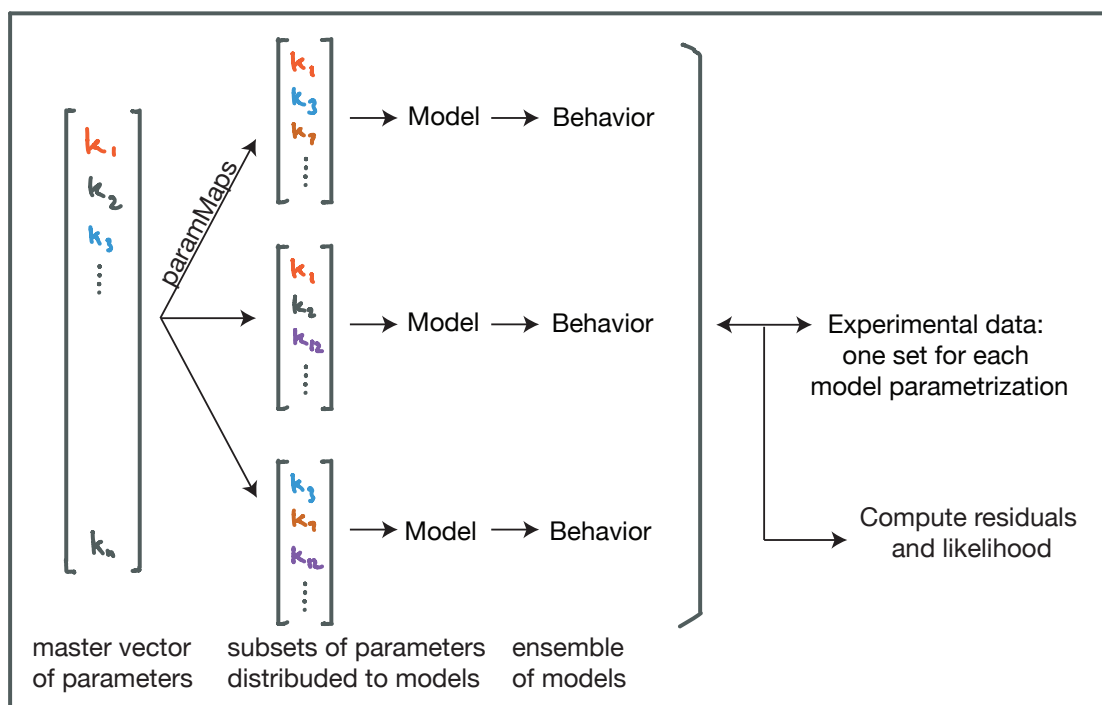 k₁
k₂
k₃
⋮
kₙ
paramMaps
k₁
k₃
k₇
⋮
Model
Behavior
k₁
k₂
k₁₂
⋮
Model
Behavior
k₃
k₇
k₁₂
⋮
Model
Behavior
Experimental data:
one set for each
model parametrization
Compute residuals
and likelihood
master vector
of parameters
subsets of parameters
distribuded to models
ensemble
of models